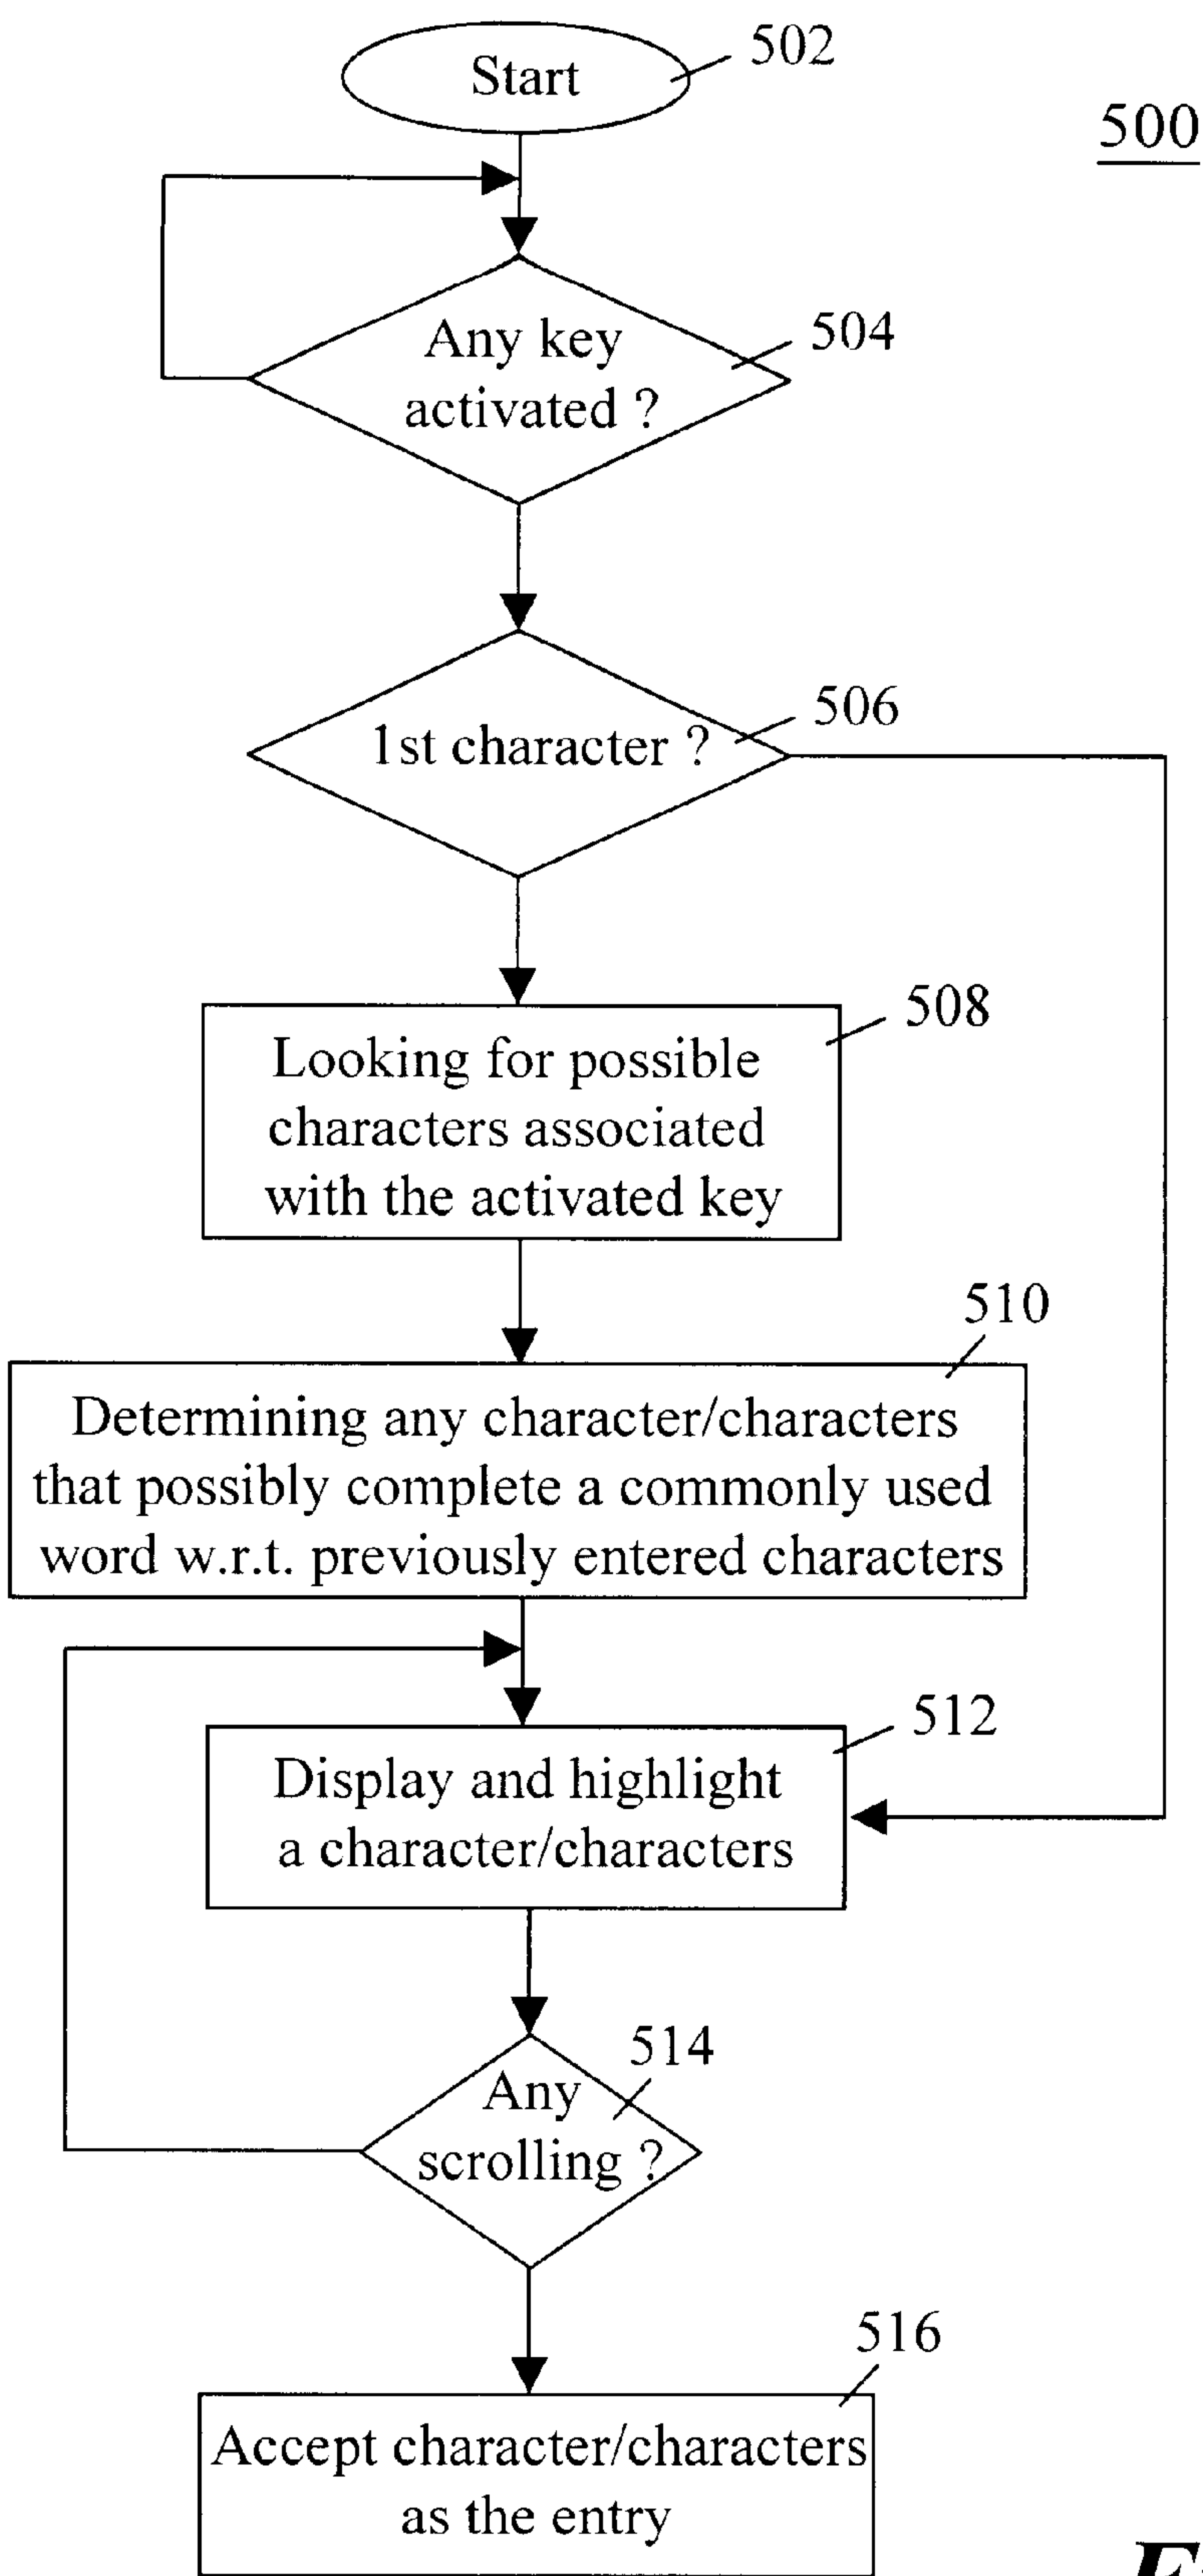 Start
502
500
Any key
activated ?
504
1st character ?
506
Looking for possible
characters associated
with the activated key
508
510
Determining any character/characters
that possibly complete a commonly used
word w.r.t. previously entered characters
512
Display and highlight
a character/characters
514
Any
scrolling ?
516
Accept character/characters
as the entry